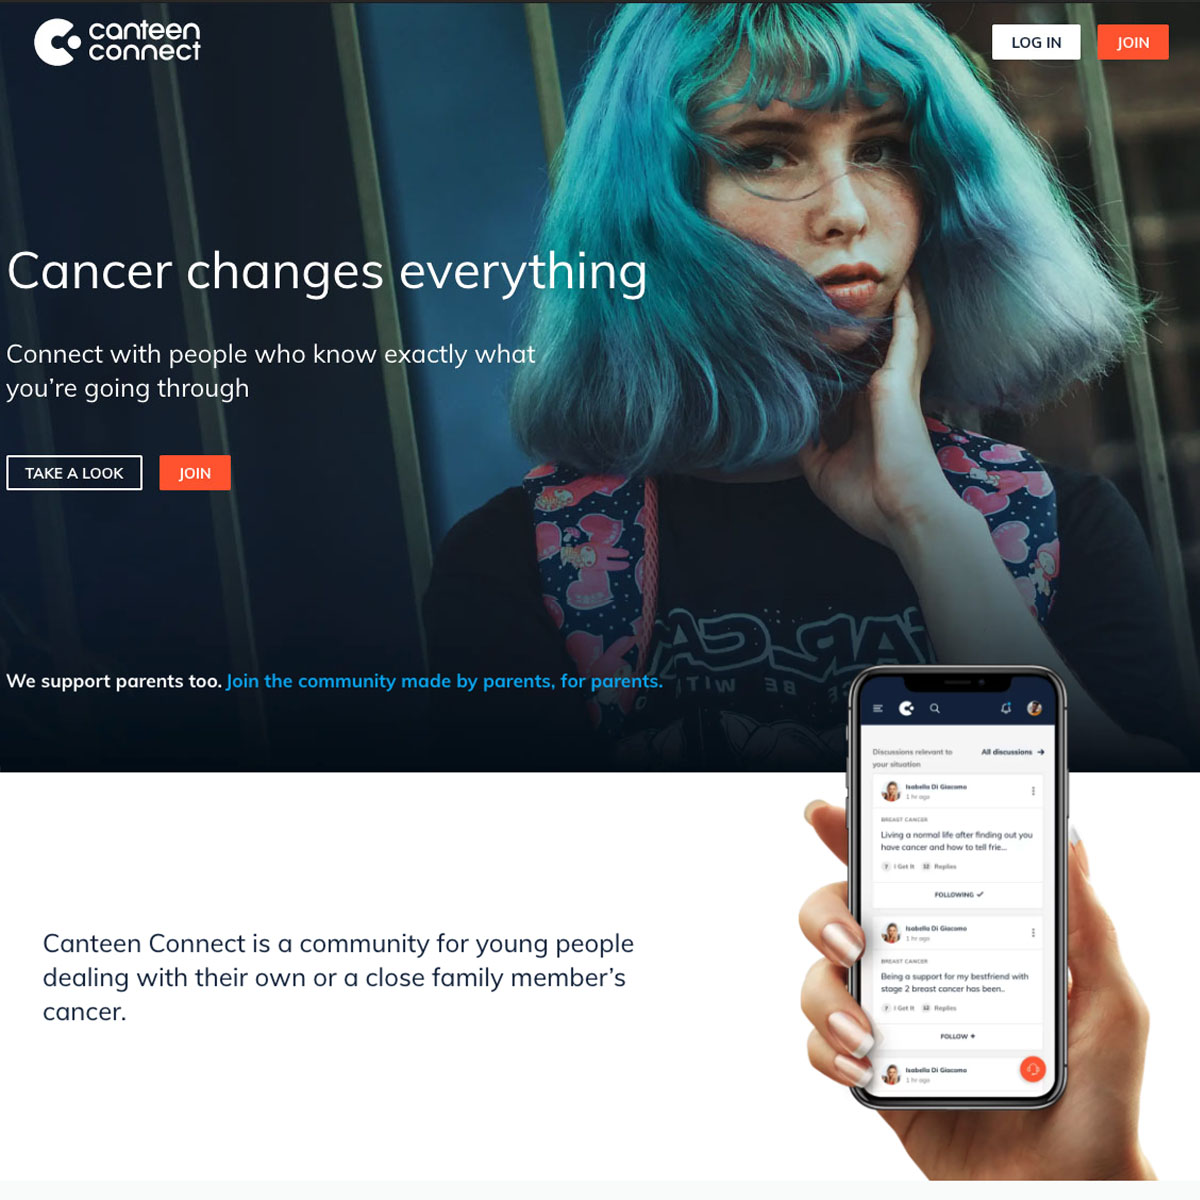 canteen
connect
LOG IN
JOIN
Cancer changes everything
Connect with people who know exactly what
you're going through
TAKE A LOOK
JOIN
We support parents too. Join the community made by parents, for parents.
Discussions relevant to
your situation
All discussions →
Isabella Di Giacomo
1 hr ago
BREAST CANCER
Living a normal life after finding out you
have cancer and how to tell frie...
7 I Get It 32 Replies
FOLLOWING ✓
Isabella Di Giacomo
1 hr ago
BREAST CANCER
Being a support for my bestfriend with
stage 2 breast cancer has been..
7 I Get It 32 Replies
FOLLOW +
Isabella Di Giacomo
1 hr ago
Canteen Connect is a community for young people
dealing with their own or a close family member's
cancer.